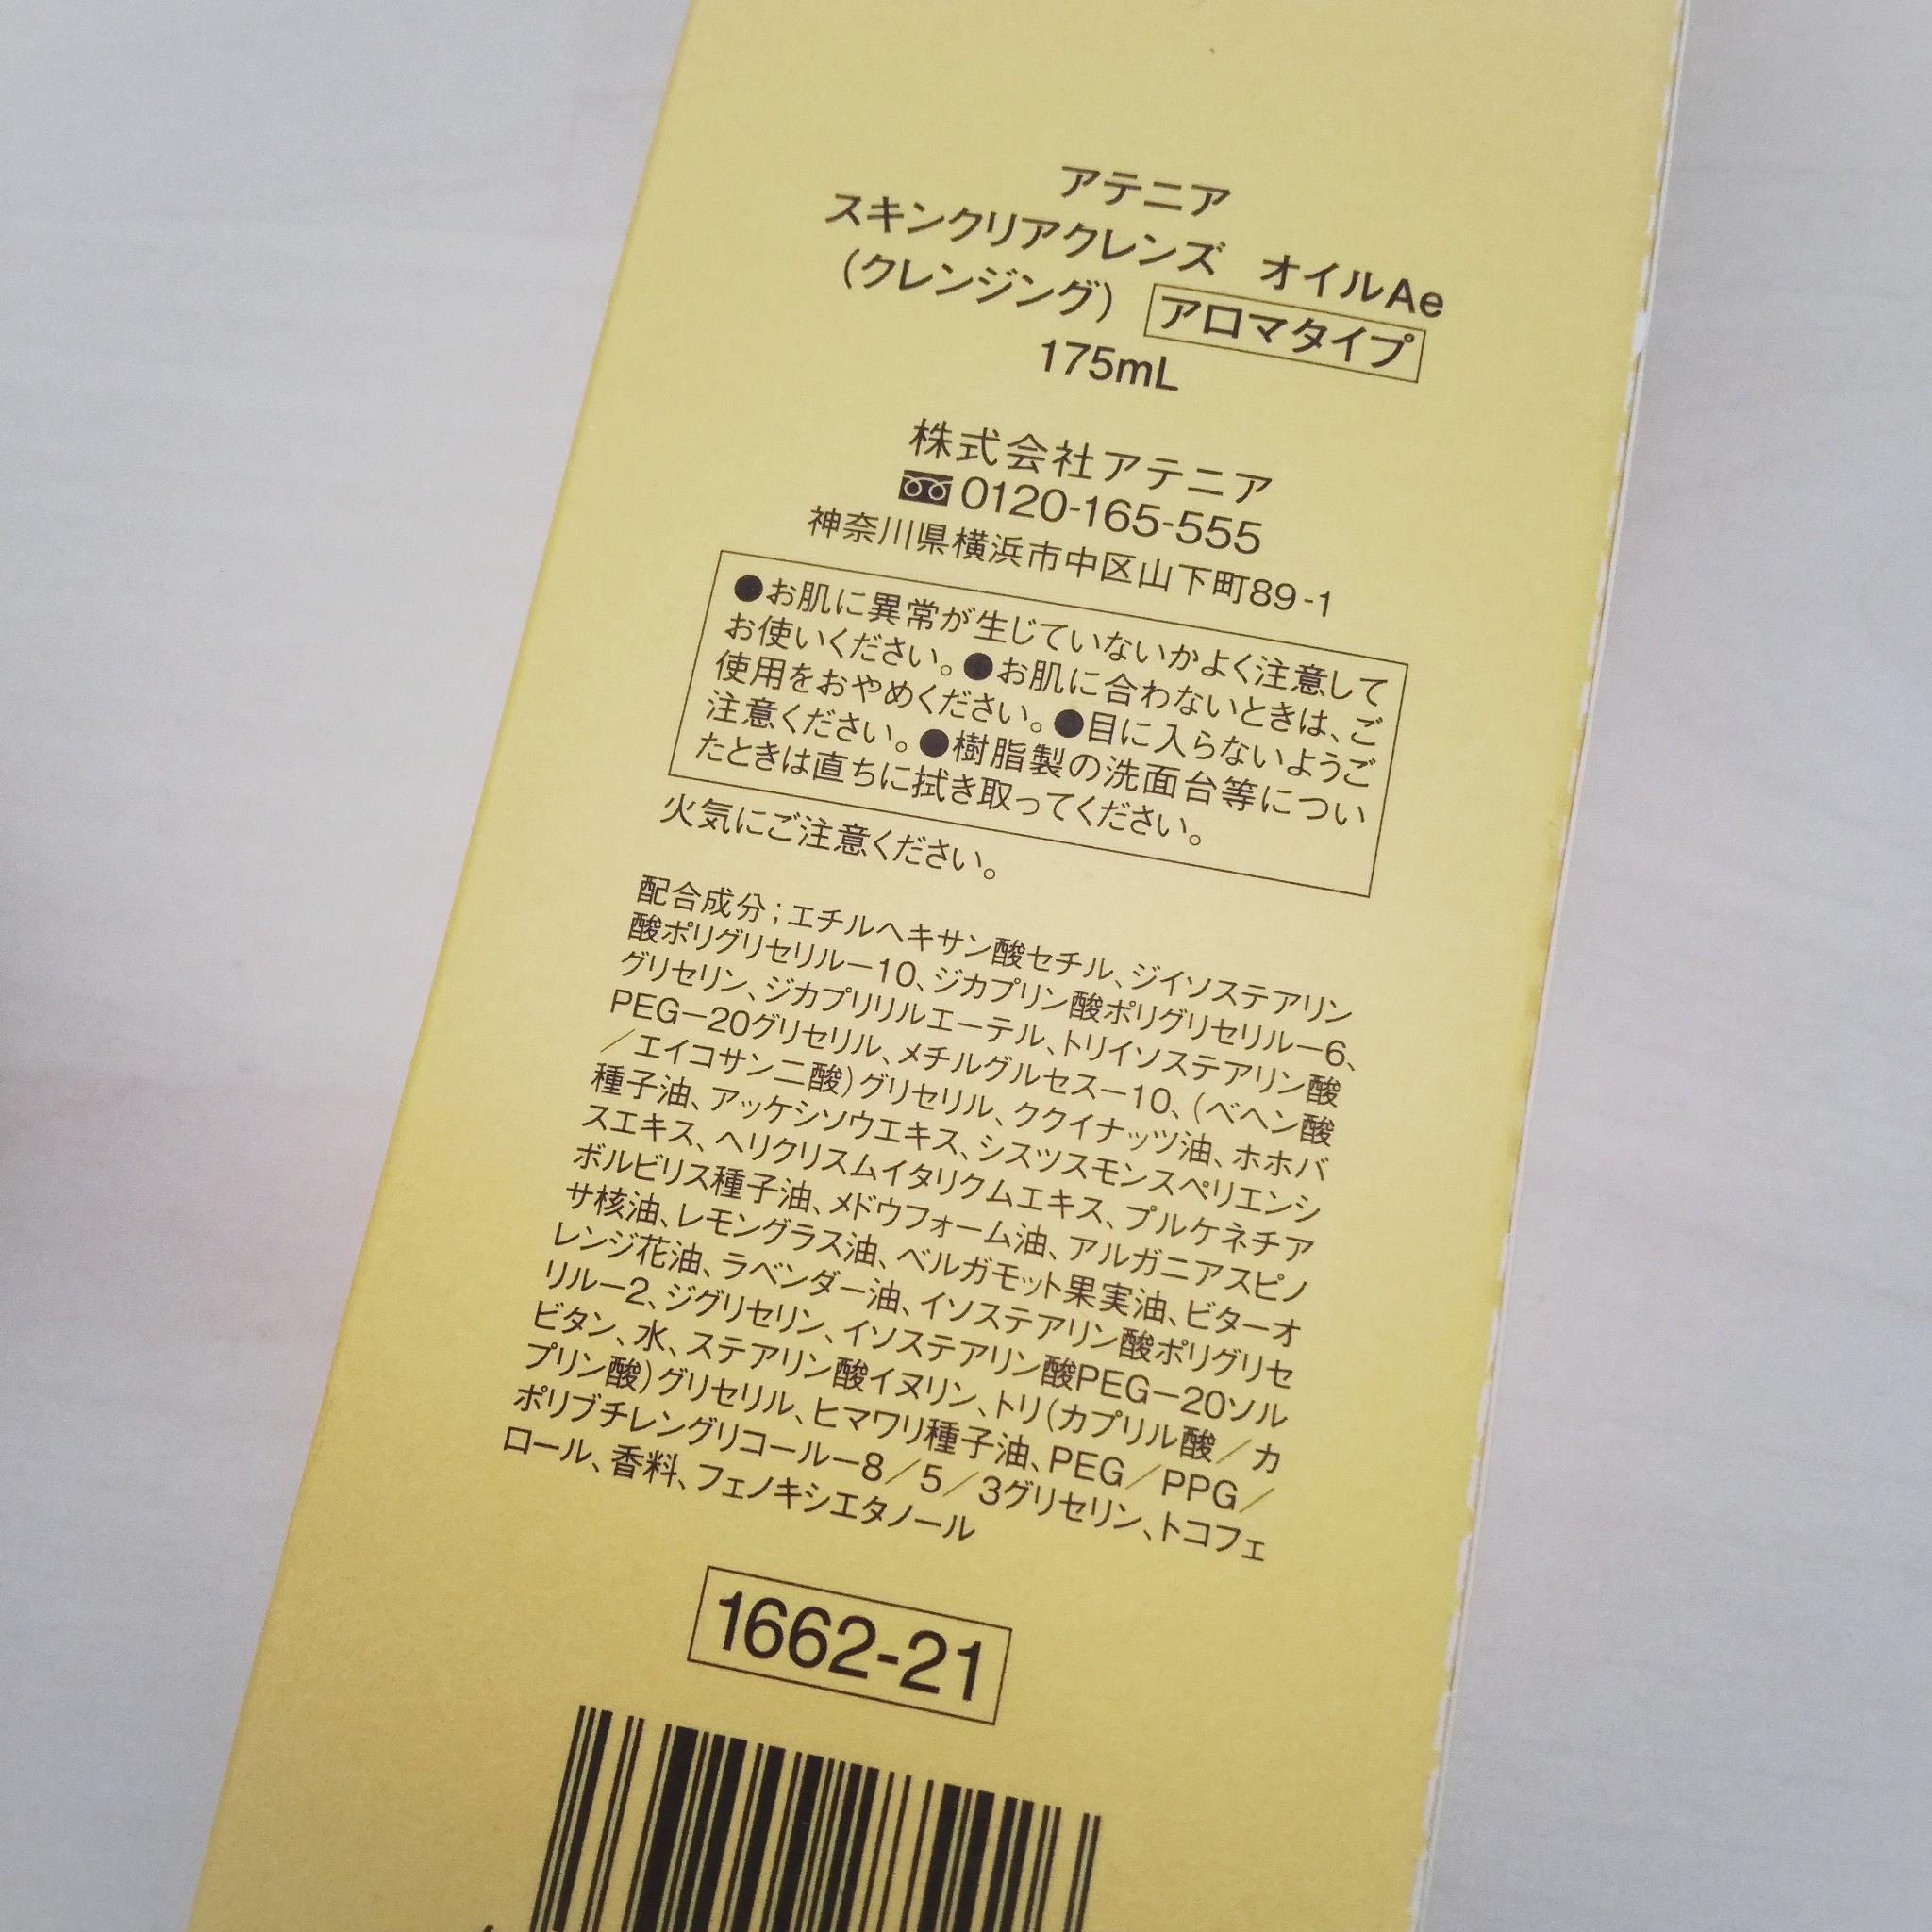 アテニア
スキンクリアクレンズ オイルAe
(クレンジング) アロマタイプ
175mL
株式会社アテニア
0120-165-555
神奈川県横浜市中区山下町89-1
●お肌に異常が生じていないかよく注意して
お使いください。●お肌に合わないときは、ご
使用をおやめください。●目に入らないようご
注意ください。●樹脂製の洗面台等につい
たときは直ちに拭き取ってください。
火気にご注意ください。
配合成分;エチルヘキサン酸セチル、ジイソステアリン
酸ポリグリセリルー10、ジカプリン酸ポリグリセリルー6、
グリセリン、ジカプリリルエーテル、トリイソステアリン酸
PEGー20グリセリル、メチルグルセスー10、(ベヘン酸
/エイコサン二酸)グリセリル、ククイナッツ油、ホホバ
種子油、アッケシソウエキス、シスツスモンスペリエンシ
スエキス、ヘリクリスムイタリクムエキス、プルケネチア
ボルビリス種子油、メドウフォーム油、アルガニアスピノ
サ核油、レモングラス油、ベルガモット果実油、ビターオ
レンジ花油、ラベンダー油、イソステアリン酸ポリグリセ
リルー2、ジグリセリン、イソステアリン酸PEGー20ソル
ビタン、水、ステアリン酸イヌリン、トリ(カプリル酸/カ
プリン酸)グリセリル、ヒマワリ種子油、PEG/PPG/
ポリブチレングリコールー8/5/3グリセリン、トコフェ
ロール、香料、フェノキシエタノール
1662-21